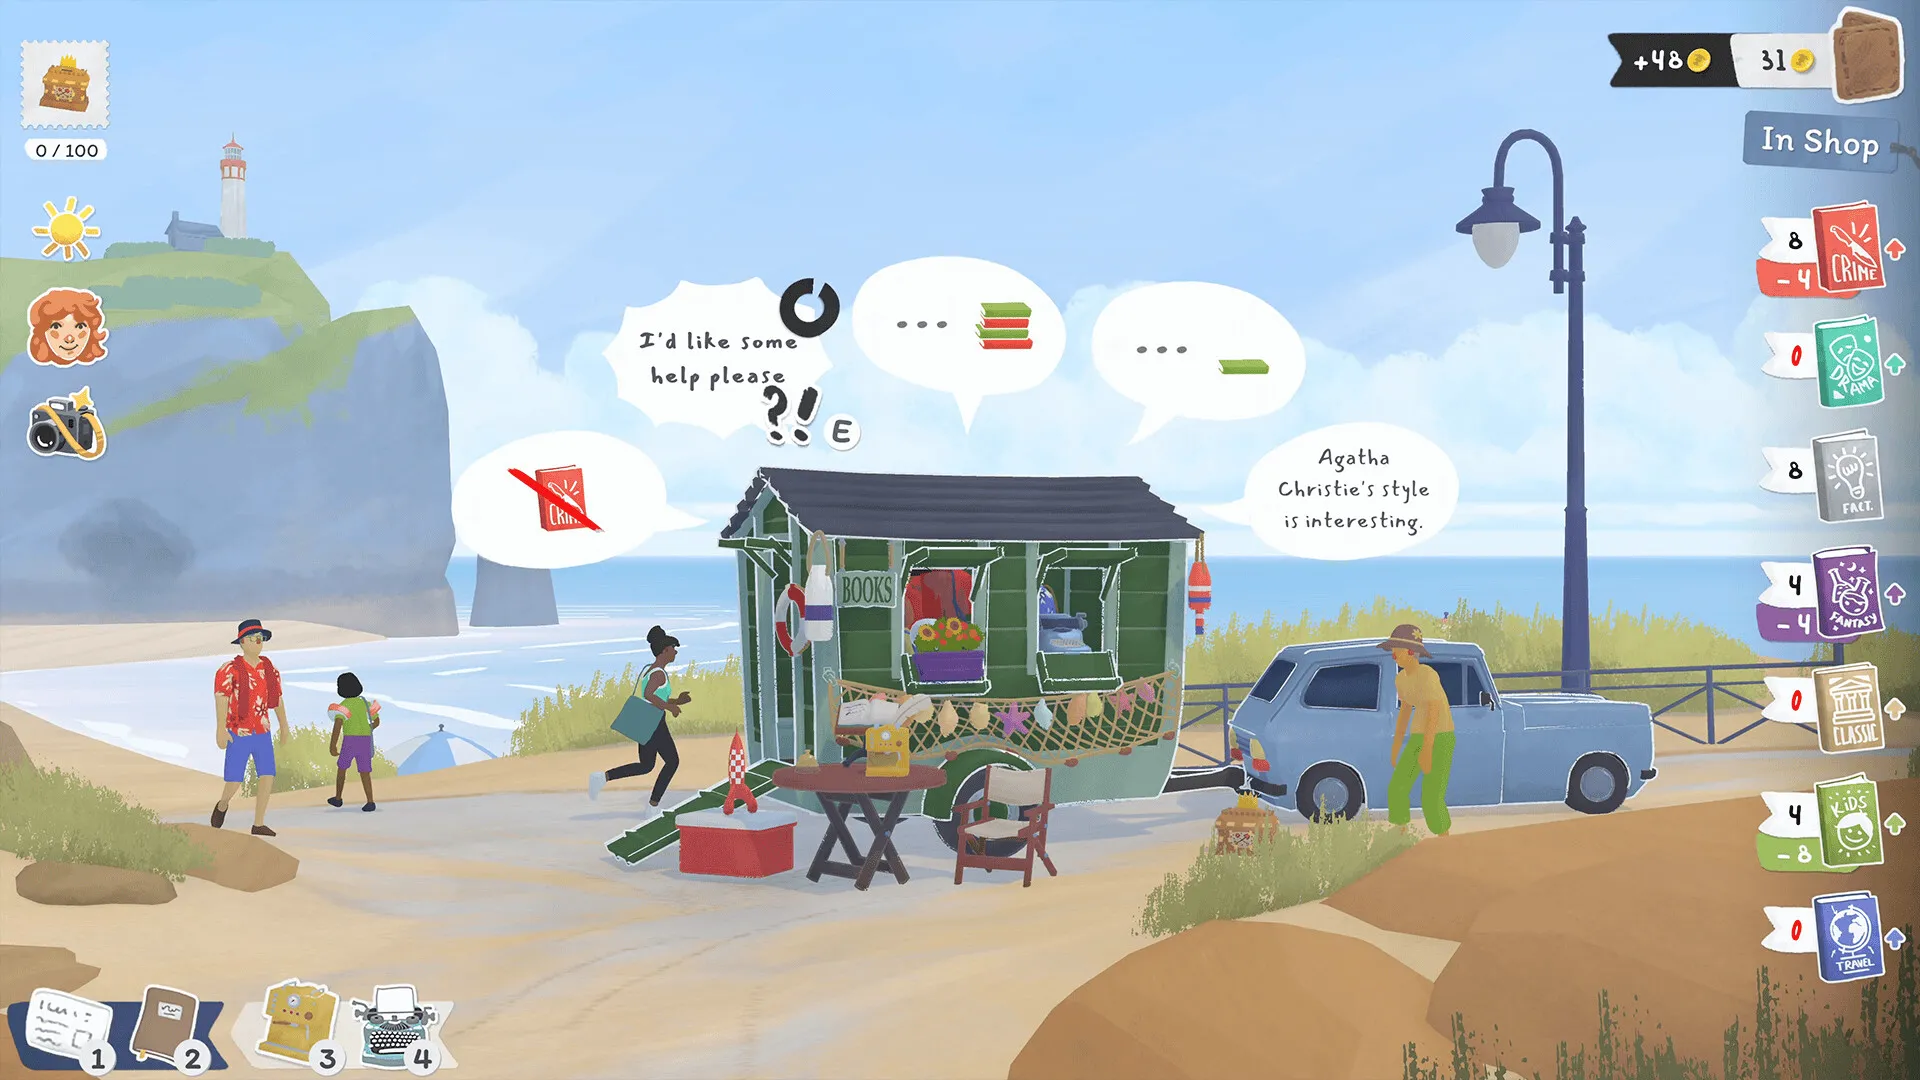 0 / 100
+48
31
In Shop
8
CRIME
- 4
0
DRAMA
8
FACT.
4
FANTASY
- 4
0
CLASSIC
4
KiDS
- 8
0
TRAVEL
I'd like some
help please
?!
E
...
...
CRIM
Agatha
Christie's style
is interesting.
BOOKS
1
2
3
4